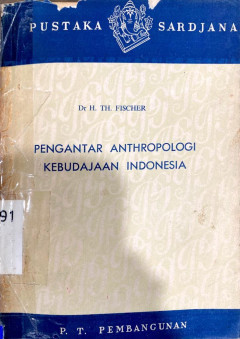 PUSTAKA SARDJANA
Dr H. TH. FISCHER
PENGANTAR ANTHROPOLOGI
KEBUDAJAAN INDONESIA
91
P. T. PEMBANGUNAN